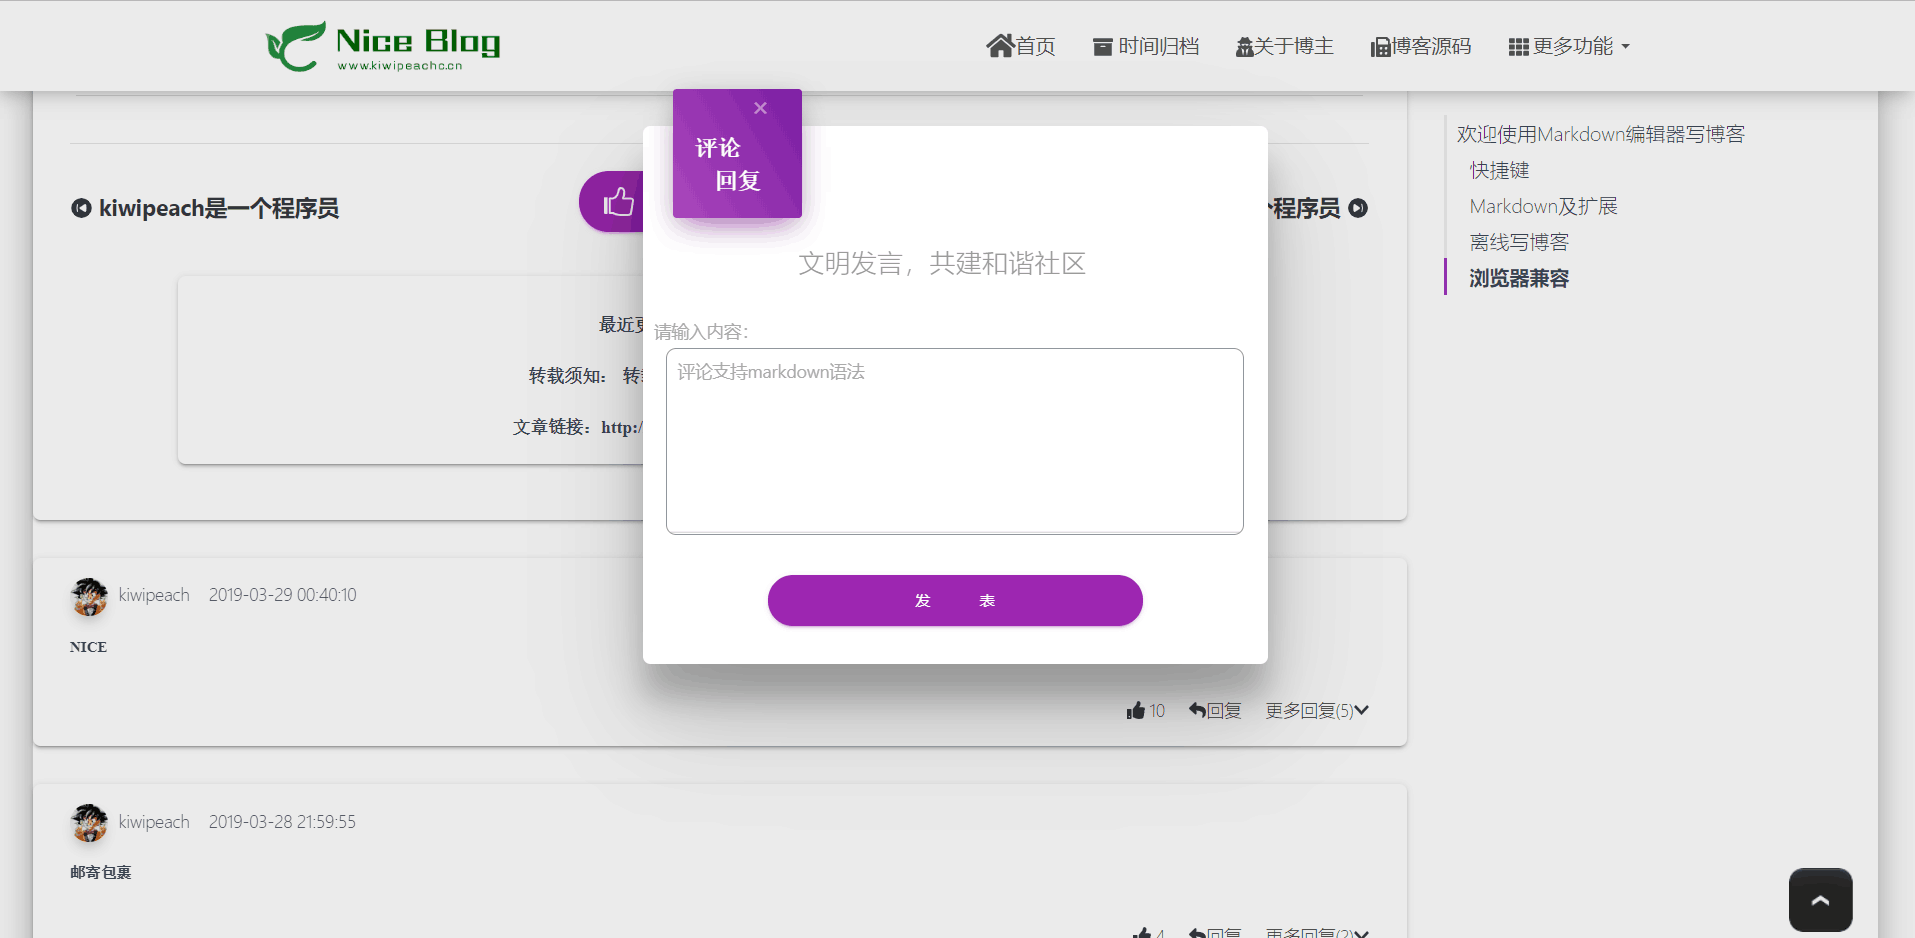 Nice Blog
www.kiwipeachc.cn
首页 时间归档 关于博主 博客源码 更多功能
×
评论
回复
文明发言，共建和谐社区
请输入内容：
评论支持markdown语法
发 表
kiwipeach是一个程序员
个程序员
最近更
转载须知： 转载
文章链接：http:/
kiwipeach 2019-03-29 00:40:10
NICE
10 回复 更多回复(5)
kiwipeach 2019-03-28 21:59:55
邮寄包裹
4 回复 更多回复(2)
欢迎使用Markdown编辑器写博客
快捷键
Markdown及扩展
离线写博客
浏览器兼容